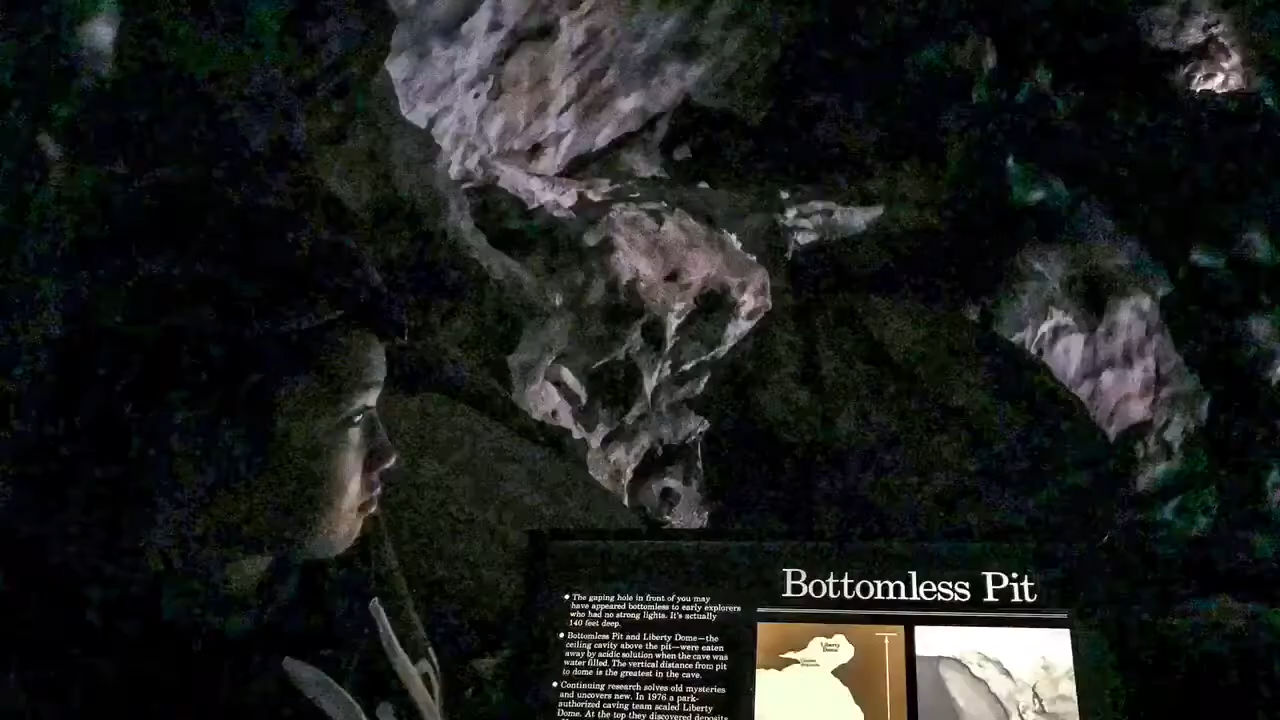 Bottomless Pit
• The gaping hole in front of you may
have appeared bottomless to early explorers
who had no strong lights. It's actually
140 feet deep.
• Bottomless Pit and Liberty Dome—the
ceiling cavity above the pit—were eaten
away by acidic solution when the cave was
water filled. The vertical distance from pit
to dome is the greatest in the cave.
• Continuing research solves old mysteries
and uncovers new. In 1976 a park-
authorized caving team scaled Liberty
Dome. At the top they discovered deposits
Liberty
Dome